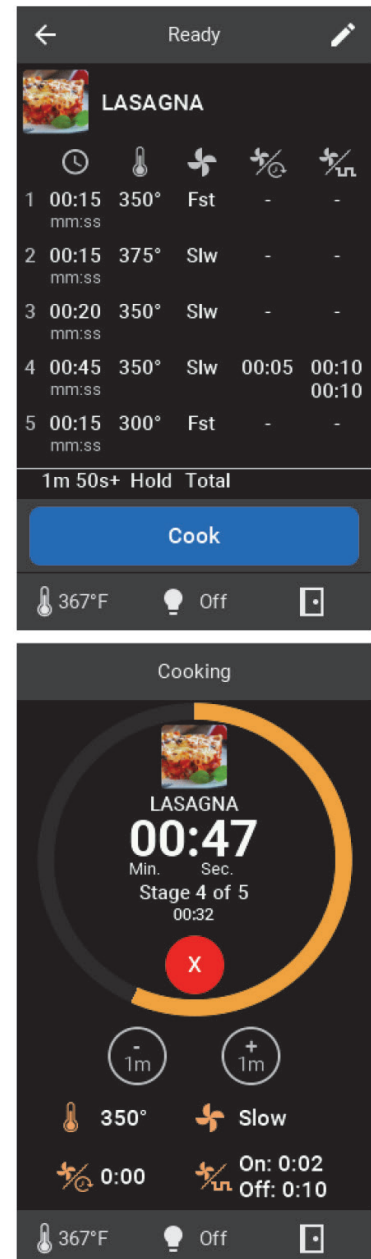 Ready
LASAGNA
1 00:15 350° Fst - -
mm:ss
2 00:15 375° Slw - -
mm:ss
3 00:20 350° Slw - -
mm:ss
4 00:45 350° Slw 00:05 00:10
mm:ss 00:10
5 00:15 300° Fst - -
mm:ss
1m 50s+ Hold Total
Cook
367°F Off
Cooking
LASAGNA
00:47
Min. Sec.
Stage 4 of 5
00:32
X
- +
1m 1m
350° Slow
0:00 On: 0:02
Off: 0:10
367°F Off